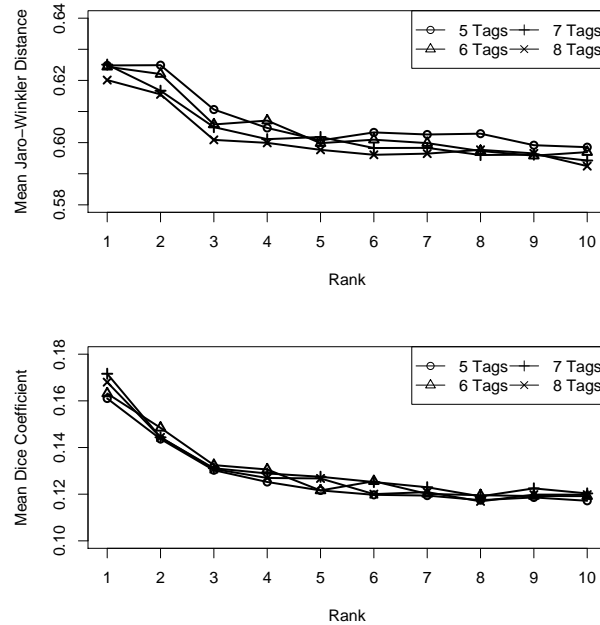 Mean Jaro−Winkler Distance
0.64
0.62
0.60
0.58
5 Tags 7 Tags
6 Tags 8 Tags
1 2 3 4 5 6 7 8 9 10
Rank
Mean Dice Coefficient
0.18
0.16
0.14
0.12
0.10
5 Tags 7 Tags
6 Tags 8 Tags
1 2 3 4 5 6 7 8 9 10
Rank